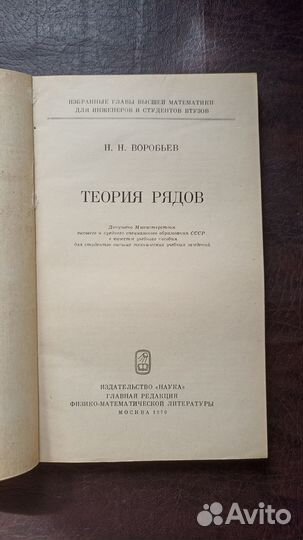 ИЗБРАННЫЕ ГЛАВЫ ВЫСШЕЙ МАТЕМАТИКИ
ДЛЯ ИНЖЕНЕРОВ И СТУДЕНТОВ ВТУЗОВ
Н. Н. ВОРОБЬЕВ
ТЕОРИЯ РЯДОВ
Допущено Министерством
высшего и среднего специального образования СССР
в качестве учебного пособия
для студентов высших технических учебных заведений
ИЗДАТЕЛЬСТВО «НАУКА»
ГЛАВНАЯ РЕДАКЦИЯ
ФИЗИКО-МАТЕМАТИЧЕСКОЙ ЛИТЕРАТУРЫ
МОСКВА 1970
Avito